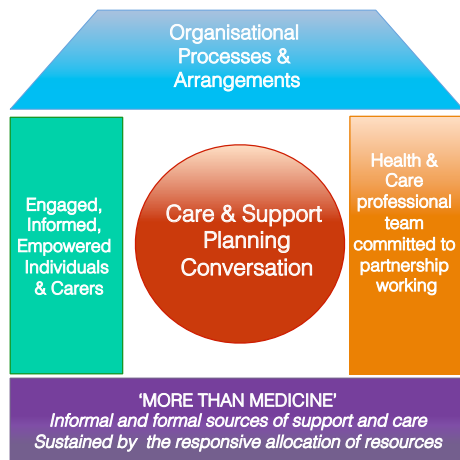 Organisational
Processes &
Arrangements
Engaged,
Informed,
Empowered
Individuals
& Carers
Care & Support
Planning
Conversation
Health &
Care
professional
team
committed to
partnership
working
‘MORE THAN MEDICINE’
Informal and formal sources of support and care
Sustained by the responsive allocation of resources